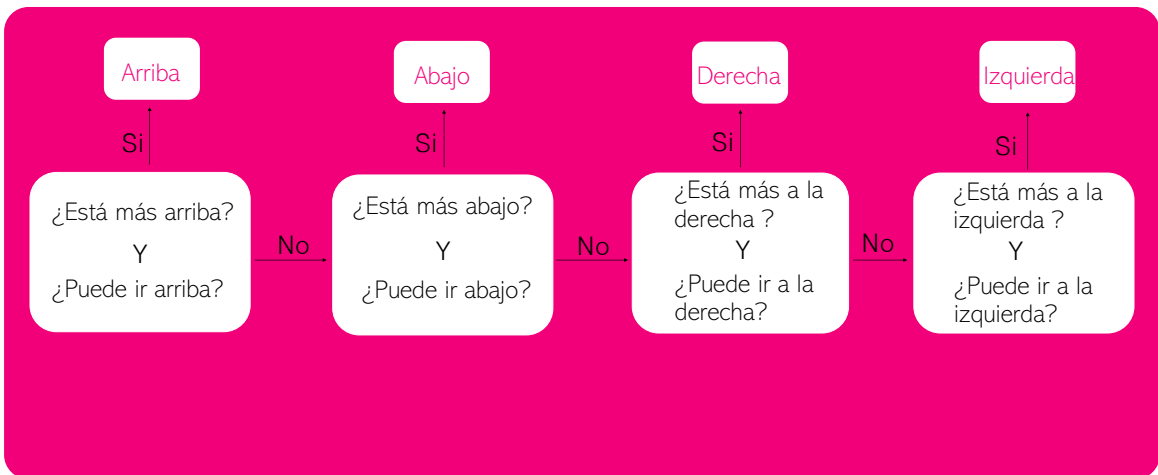 Arriba
Abajo
Derecha
Izquierda
Si
Si
Si
Si
¿Está más arriba?
Y
¿Puede ir arriba?
No
¿Está más abajo?
Y
¿Puede ir abajo?
No
¿Está más a la
derecha ?
Y
¿Puede ir a la
derecha?
No
¿Está más a la
izquierda ?
Y
¿Puede ir a la
izquierda?